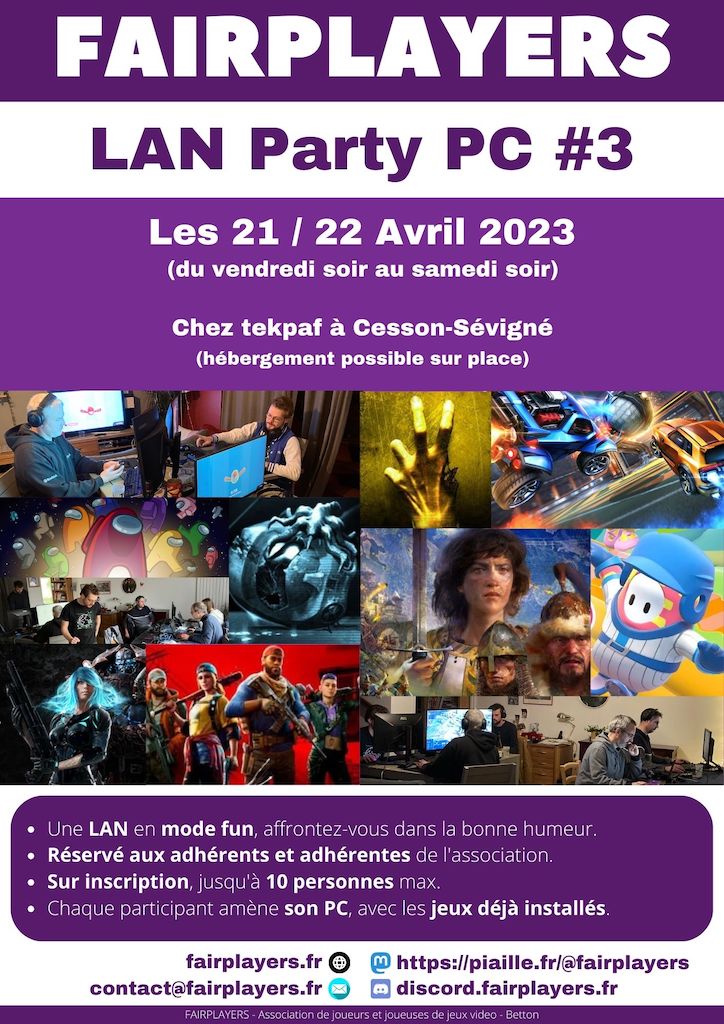 FAIRPLAYERS
LAN Party PC #3
Les 21 / 22 Avril 2023
(du vendredi soir au samedi soir)
Chez tekpaf à Cesson-Sévigné
(hébergement possible sur place)
• Une LAN en mode fun, affrontez-vous dans la bonne humeur.
• Réservé aux adhérents et adhérentes de l'association.
• Sur inscription, jusqu'à 10 personnes max.
• Chaque participant amène son PC, avec les jeux déjà installés.
fairplayers.fr
https://piaille.fr/@fairplayers
contact@fairplayers.fr
discord.fairplayers.fr
FAIRPLAYERS - Association de joueurs et joueuses de jeux video - Betton